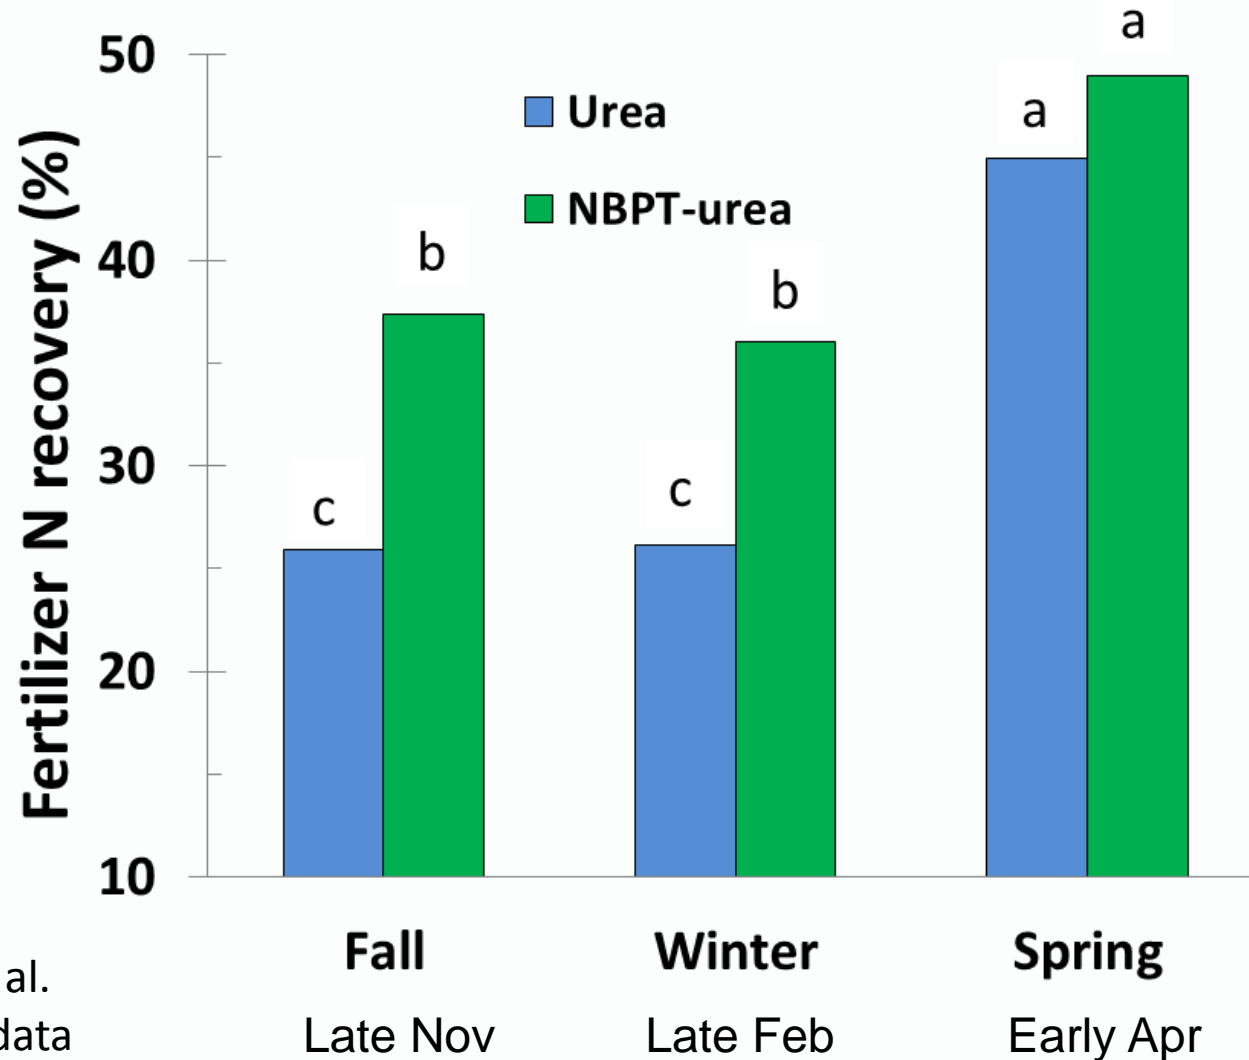 a
50
Urea
a
NBPT-urea
b
40
b
Fertilizer N recovery (%)
30
c
c
20
10
Fall Winter Spring
al.
data
Late Nov Late Feb Early Apr